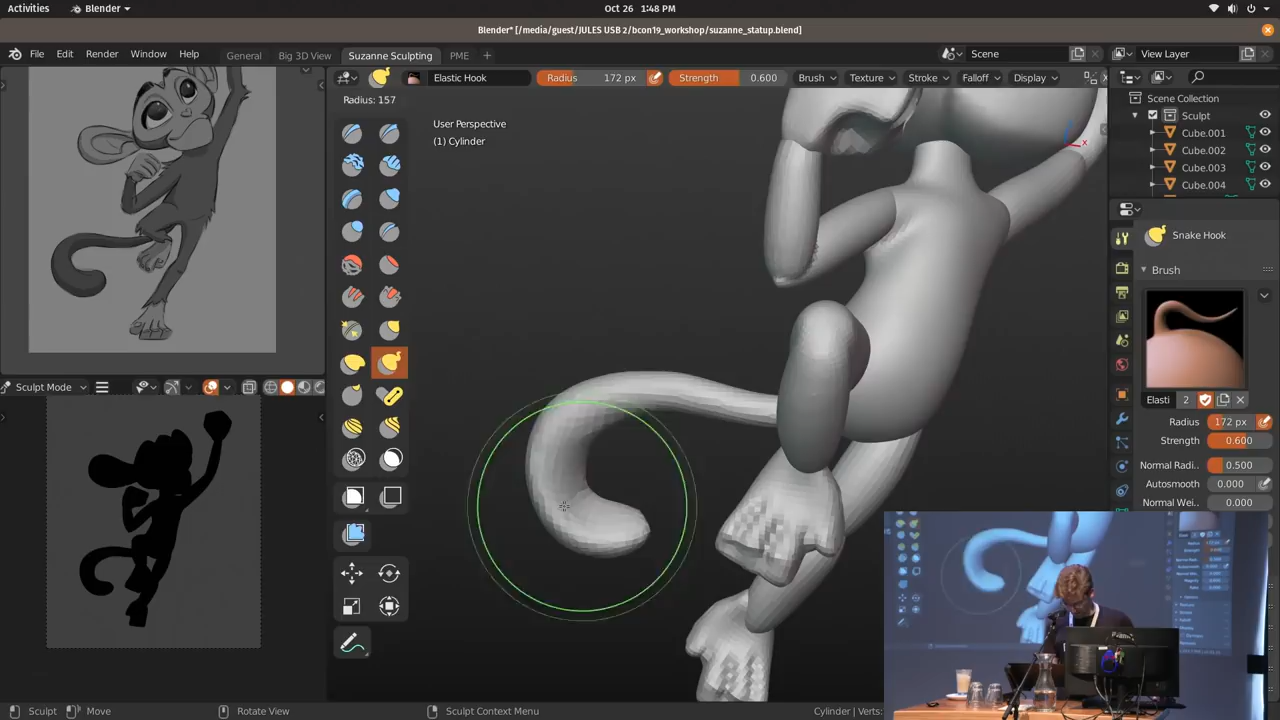 Activities
Blender
Oct 26 1:48 PM
Blender* [/media/guest/JULES USB 2/bcon19_workshop/suzanne_statup.blend]
File Edit Render Window Help
General Big 3D View Suzanne Sculpting PME +
Scene
View Layer
Elastic Hook
Radius 172 px
Strength 0.600
Brush Texture Stroke Falloff Display
Radius: 157
User Perspective
(1) Cylinder
Scene Collection
Sculpt
Cube.001
Cube.002
Cube.003
Cube.004
Snake Hook
Brush
Sculpt Mode
Elasti 2
Radius 172 px
Strength 0.600
Normal Radi.. 0.500
Autosmooth 0.000
Normal Wei.. 0.000
Sculpt Move Rotate View Sculpt Context Menu
Cylinder | Verts:
x